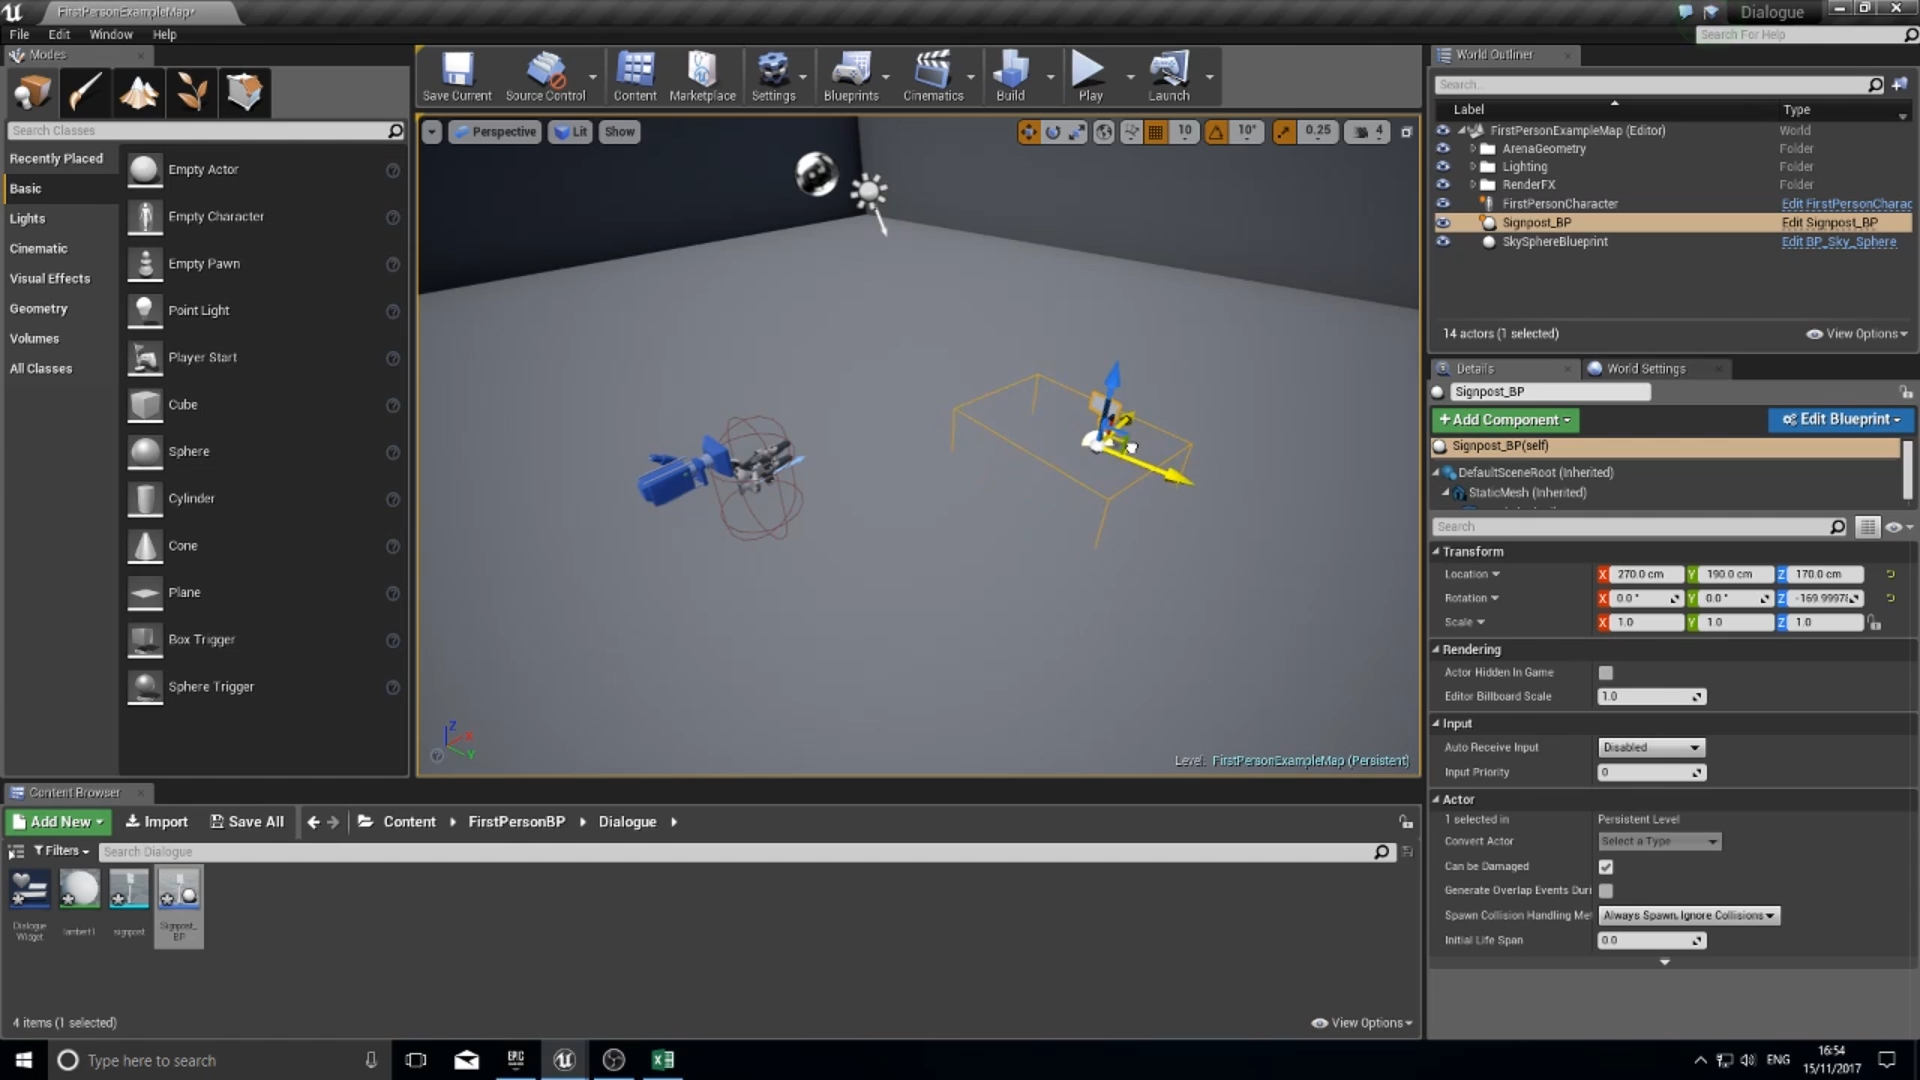 FirstPersonExampleMap*
Dialogue
File Edit Window Help
Search For Help
Modes
Search Classes
Recently Placed
Basic
Lights
Cinematic
Visual Effects
Geometry
Volumes
All Classes
Empty Actor
Empty Character
Empty Pawn
Point Light
Player Start
Cube
Sphere
Cylinder
Cone
Plane
Box Trigger
Sphere Trigger
Save Current
Source Control
Content
Marketplace
Settings
Blueprints
Cinematics
Build
Play
Launch
Perspective Lit Show
10 10° 0.25 4
Z
X
Y
Level: FirstPersonExampleMap (Persistent)
World Outliner
Search...
Label Type
FirstPersonExampleMap (Editor) World
ArenaGeometry Folder
Lighting Folder
RenderFX Folder
FirstPersonCharacter Edit FirstPersonCharac
Signpost_BP Edit Signpost_BP
SkySphereBlueprint Edit BP_Sky_Sphere
14 actors (1 selected) View Options
Details World Settings
Signpost_BP
+Add Component Edit Blueprint
Signpost_BP(self)
DefaultSceneRoot (Inherited)
StaticMesh (Inherited)
Search
Transform
Location X 270.0 cm Y 190.0 cm Z 170.0 cm
Rotation X 0.0 ° Y 0.0 ° Z -169.99978
Scale X 1.0 Y 1.0 Z 1.0
Rendering
Actor Hidden In Game
Editor Billboard Scale 1.0
Input
Auto Receive Input Disabled
Input Priority 0
Actor
1 selected in Persistent Level
Convert Actor Select a Type
Can be Damaged
Generate Overlap Events Duri
Spawn Collision Handling Met Always Spawn, Ignore Collisions
Initial Life Span 0.0
Content Browser
Add New Import Save All Content FirstPersonBP Dialogue
Filters Search Dialogue
Dialogue Widget
lambert1
signpost
Signpost_BP
4 items (1 selected) View Options
Type here to search
EPIC
ENG
16:54
15/11/2017